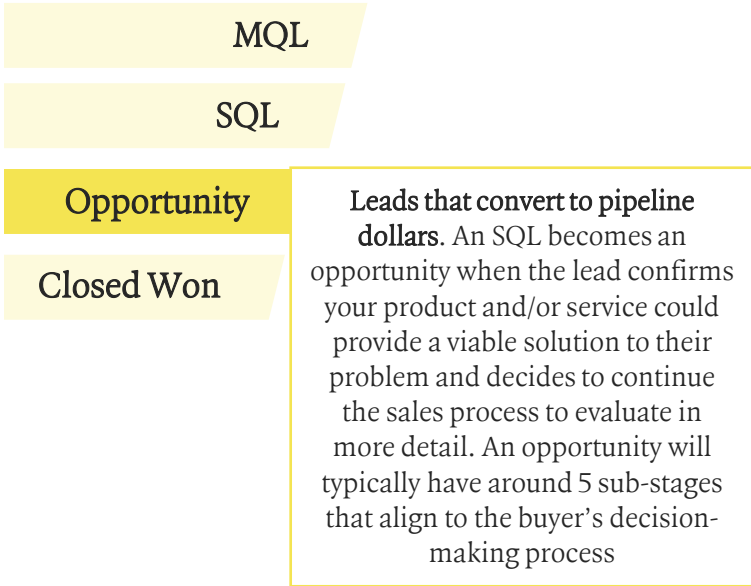 MQL
SQL
Opportunity
Closed Won
Leads that convert to pipeline
dollars. An SQL becomes an
opportunity when the lead confirms
your product and/or service could
provide a viable solution to their
problem and decides to continue
the sales process to evaluate in
more detail. An opportunity will
typically have around 5 sub-stages
that align to the buyer’s decision-
making process